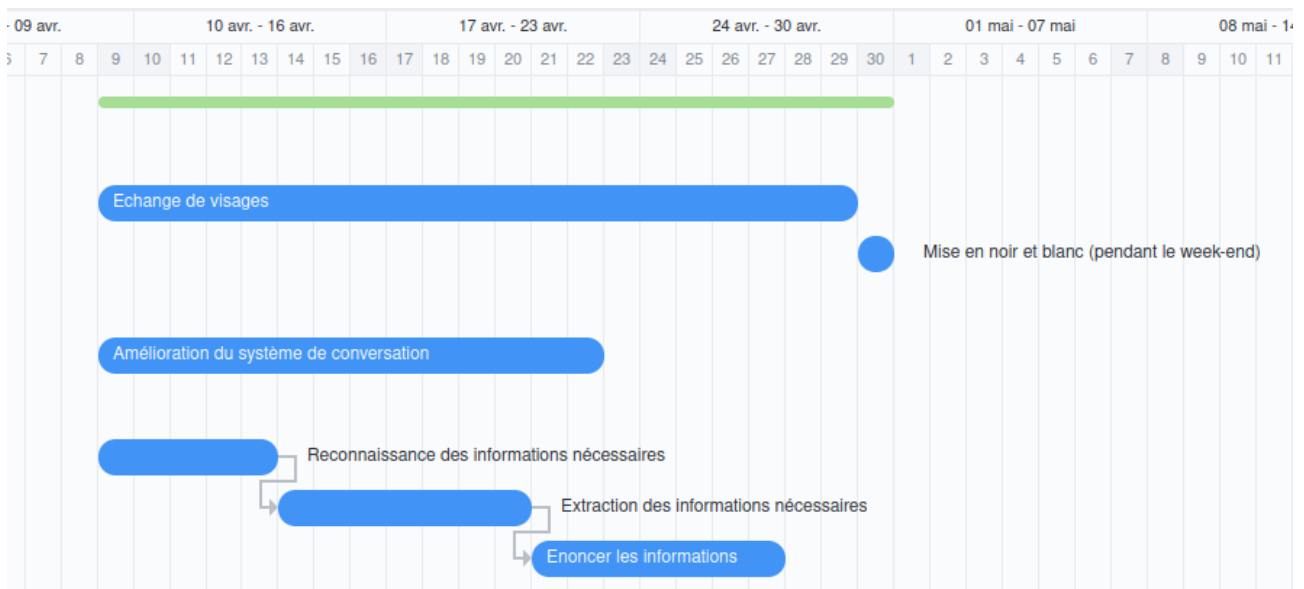 - 09 avr. 10 avr. - 16 avr. 17 avr. - 23 avr. 24 avr. - 30 avr. 01 mai - 07 mai 08 mai - 14
6 7 8 9 10 11 12 13 14 15 16 17 18 19 20 21 22 23 24 25 26 27 28 29 30 1 2 3 4 5 6 7 8 9 10 11
Echange de visages
Mise en noir et blanc (pendant le week-end)
Amélioration du système de conversation
Reconnaissance des informations nécessaires
Extraction des informations nécessaires
Enoncer les informations